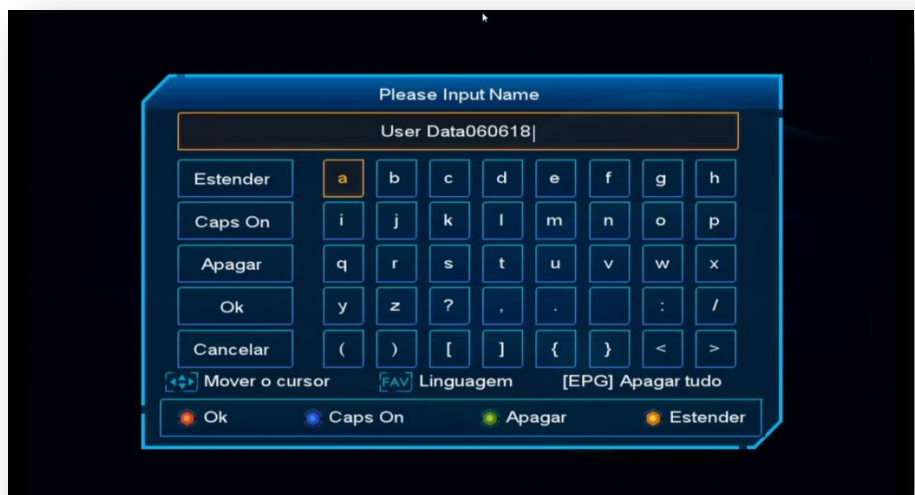 Please Input Name
User Data060618
Estender a b c d e f g h
Caps On i j k l m n o p
Apagar q r s t u v w x
Ok y z ? , . : /
Cancelar ( ) [ ] { } < >
Mover o cursor FAV Linguagem [EPG] Apagar tudo
Ok Caps On Apagar Estender